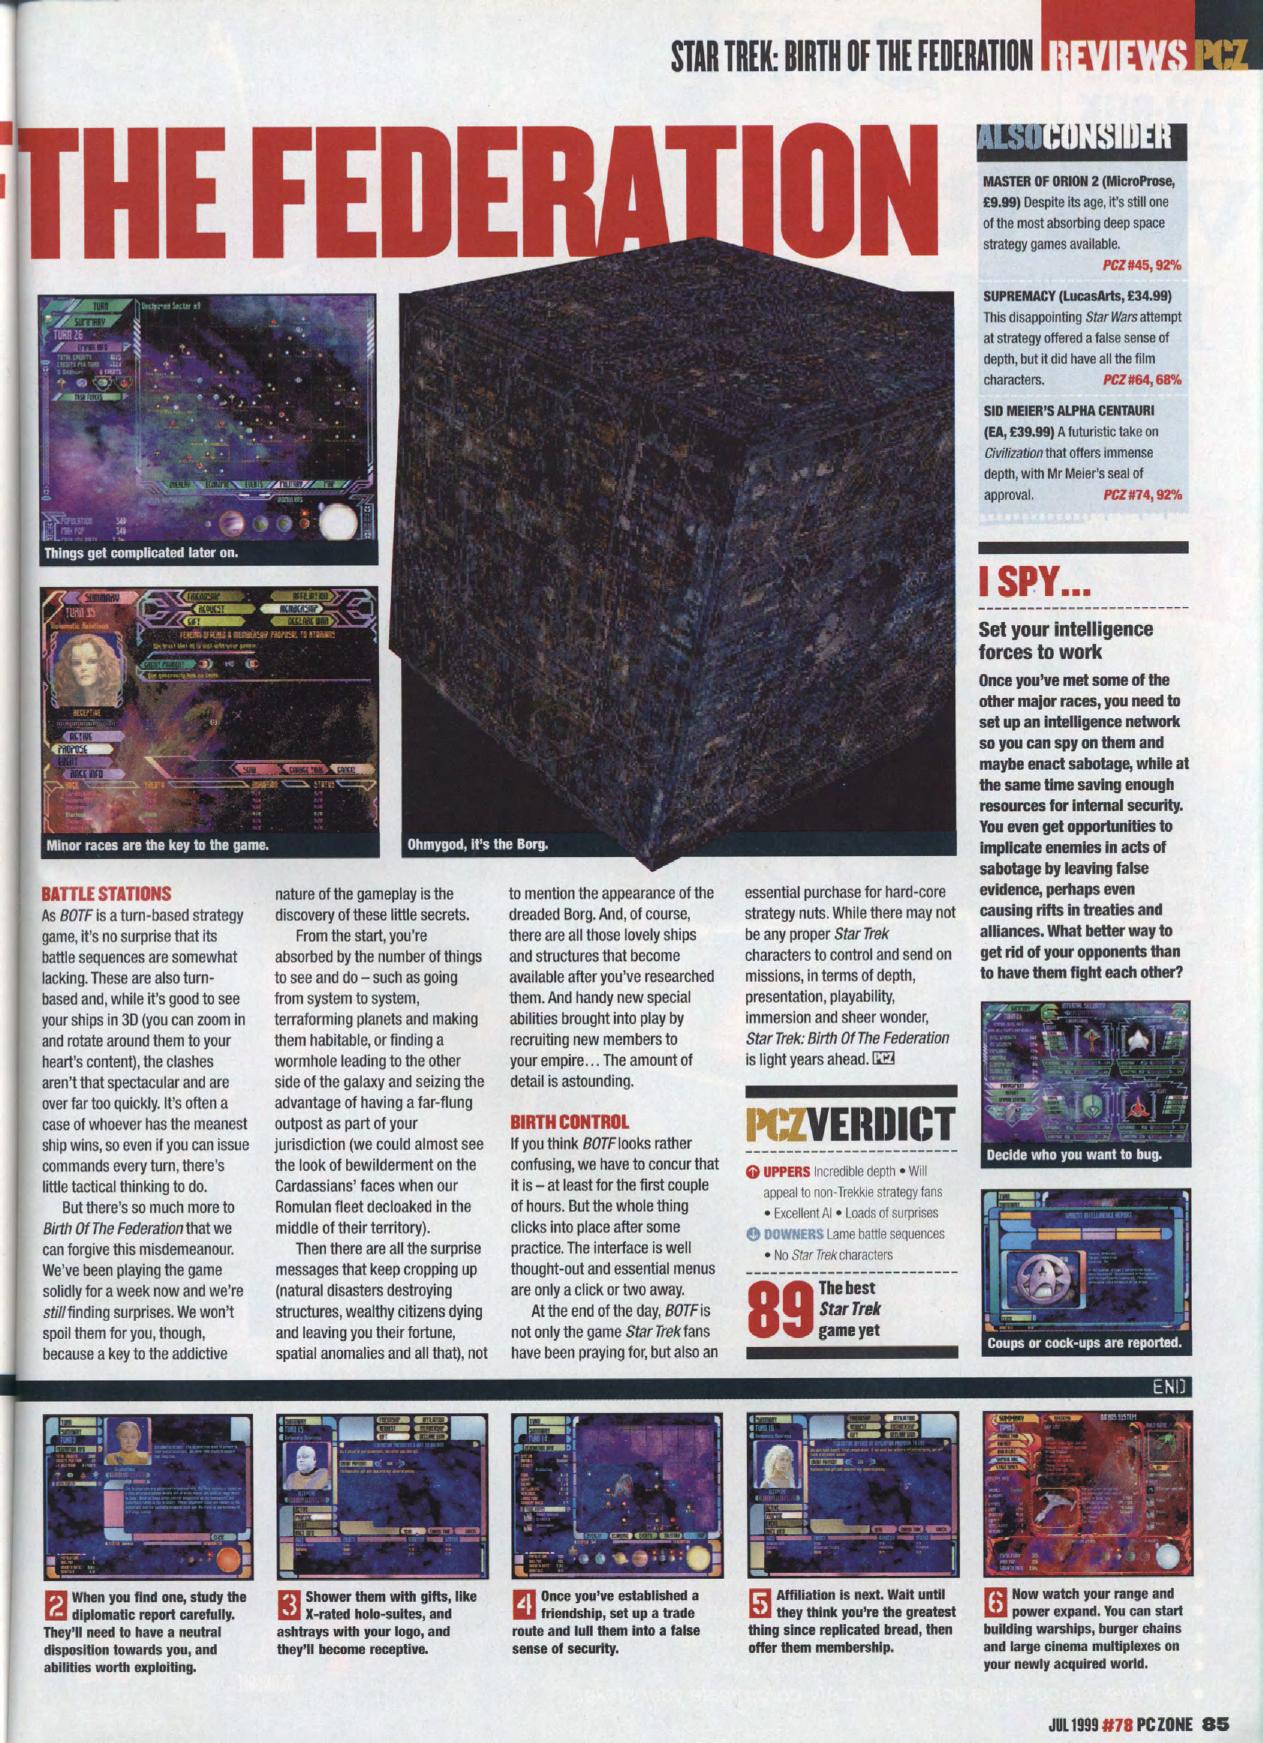 STAR TREK: BIRTH OF THE FEDERATION REVIEWS PCZ
THE FEDERATION
Things get complicated later on.
Minor races are the key to the game.
Ohmygod, it's the Borg.
BATTLE STATIONS
As BOTF is a turn-based strategy
game, it's no surprise that its
battle sequences are somewhat
lacking. These are also turn-
based and, while it's good to see
your ships in 3D (you can zoom in
and rotate around them to your
heart's content), the clashes
aren't that spectacular and are
over far too quickly. It's often a
case of whoever has the meanest
ship wins, so even if you can issue
commands every turn, there's
little tactical thinking to do.
But there's so much more to
Birth Of The Federation that we
can forgive this misdemeanour.
We've been playing the game
solidly for a week now and we're
still finding surprises. We won't
spoil them for you, though,
because a key to the addictive
nature of the gameplay is the
discovery of these little secrets.
From the start, you're
absorbed by the number of things
to see and do – such as going
from system to system,
terraforming planets and making
them habitable, or finding a
wormhole leading to the other
side of the galaxy and seizing the
advantage of having a far-flung
outpost as part of your
jurisdiction (we could almost see
the look of bewilderment on the
Cardassians' faces when our
Romulan fleet decloaked in the
middle of their territory).
Then there are all the surprise
messages that keep cropping up
(natural disasters destroying
structures, wealthy citizens dying
and leaving you their fortune,
spatial anomalies and all that), not
to mention the appearance of the
dreaded Borg. And, of course,
there are all those lovely ships
and structures that become
available after you've researched
them. And handy new special
abilities brought into play by
recruiting new members to
your empire... The amount of
detail is astounding.
BIRTH CONTROL
If you think BOTF looks rather
confusing, we have to concur that
it is – at least for the first couple
of hours. But the whole thing
clicks into place after some
practice. The interface is well
thought-out and essential menus
are only a click or two away.
At the end of the day, BOTF is
not only the game Star Trek fans
have been praying for, but also an
essential purchase for hard-core
strategy nuts. While there may not
be any proper Star Trek
characters to control and send on
missions, in terms of depth,
presentation, playability,
immersion and sheer wonder,
Star Trek: Birth Of The Federation
is light years ahead. PCZ
PCZVERDICT
UPPERS Incredible depth • Will
appeal to non-Trekkie strategy fans
• Excellent AI • Loads of surprises
DOWNERS Lame battle sequences
• No Star Trek characters
89
The best
Star Trek
game yet
ALSOCONSIDER
MASTER OF ORION 2 (MicroProse,
£9.99) Despite its age, it's still one
of the most absorbing deep space
strategy games available.
PCZ #45, 92%
SUPREMACY (LucasArts, £34.99)
This disappointing Star Wars attempt
at strategy offered a false sense of
depth, but it did have all the film
characters. PCZ #64, 68%
SID MEIER'S ALPHA CENTAURI
(EA, £39.99) A futuristic take on
Civilization that offers immense
depth, with Mr Meier's seal of
approval. PCZ #74, 92%
I SPY...
Set your intelligence
forces to work
Once you've met some of the
other major races, you need to
set up an intelligence network
so you can spy on them and
maybe enact sabotage, while at
the same time saving enough
resources for internal security.
You even get opportunities to
implicate enemies in acts of
sabotage by leaving false
evidence, perhaps even
causing rifts in treaties and
alliances. What better way to
get rid of your opponents than
to have them fight each other?
Decide who you want to bug.
Coups or cock-ups are reported.
END
2 When you find one, study the
diplomatic report carefully.
They'll need to have a neutral
disposition towards you, and
abilities worth exploiting.
3 Shower them with gifts, like
X-rated holo-suites, and
ashtrays with your logo, and
they'll become receptive.
4 Once you've established a
friendship, set up a trade
route and lull them into a false
sense of security.
5 Affiliation is next. Wait until
they think you're the greatest
thing since replicated bread, then
offer them membership.
6 Now watch your range and
power expand. You can start
building warships, burger chains
and large cinema multiplexes on
your newly acquired world.
JUL 1999 #78 PC ZONE 85